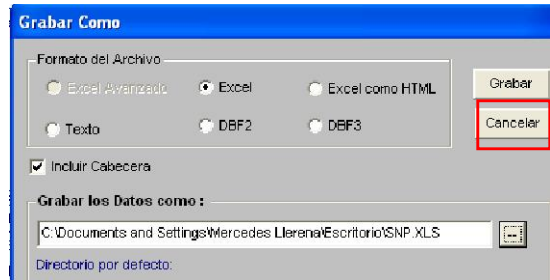 Grabar Como
Formato del Archivo
Excel Avanzado Excel Excel como HTML
Grabar
Texto DBF2 DBF3
Cancelar
Incluir Cabecera
Grabar los Datos como :
C:\Documents and Settings\Mercedes Llerena\Escritorio\SNP.XLS ...
Directorio por defecto: